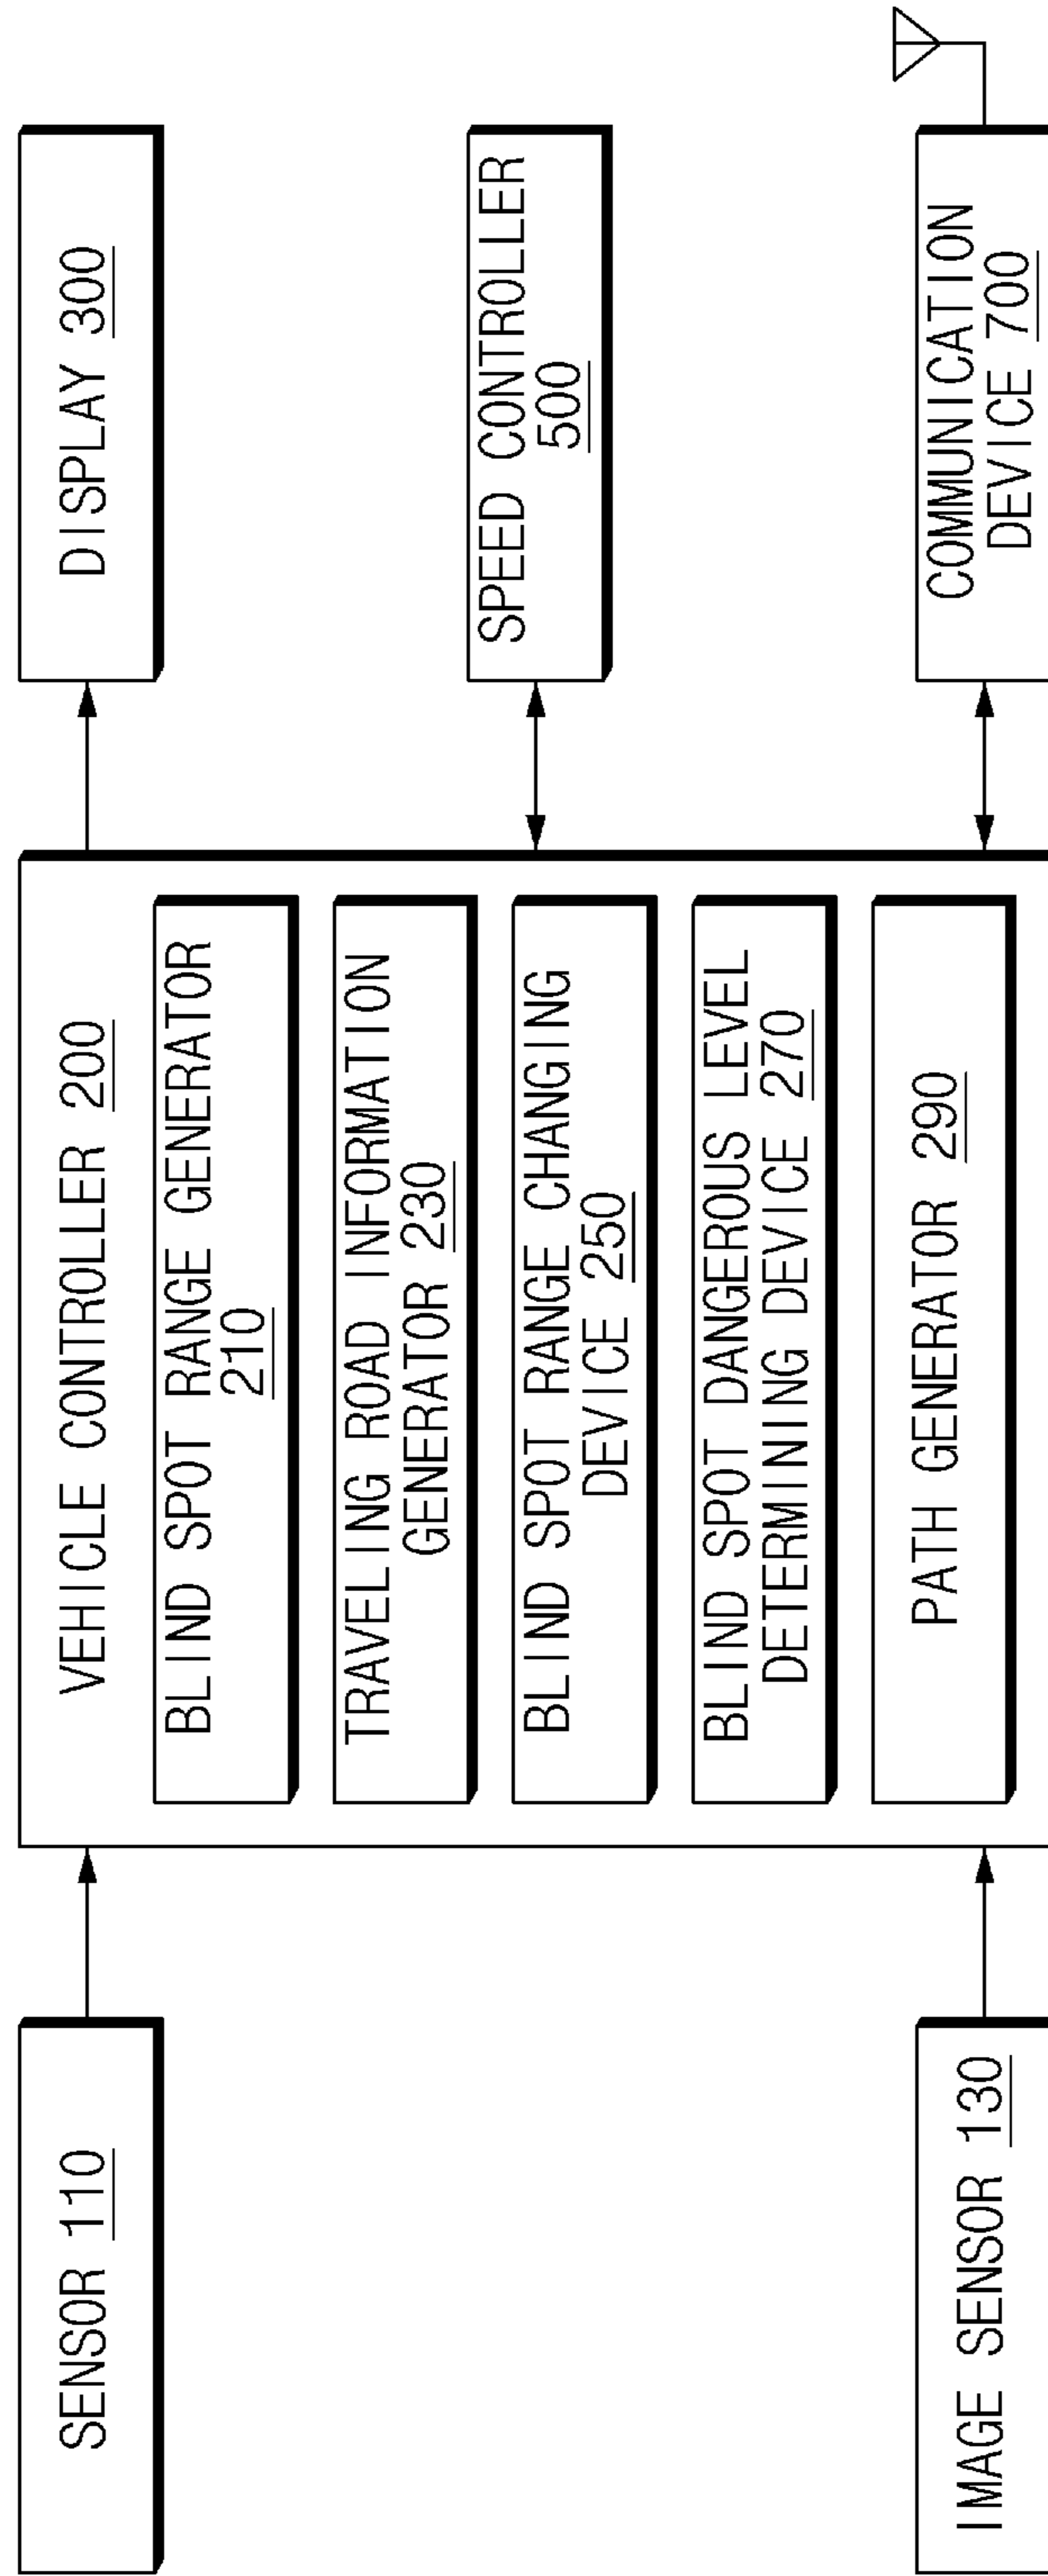 SENSOR 110
IMAGE SENSOR 130
VEHICLE CONTROLLER 200
BLIND SPOT RANGE GENERATOR
210
TRAVELING ROAD INFORMATION
GENERATOR 230
BLIND SPOT RANGE CHANGING
DEVICE 250
BLIND SPOT DANGEROUS LEVEL
DETERMINING DEVICE 270
PATH GENERATOR 290
DISPLAY 300
SPEED CONTROLLER
500
COMMUNICATION
DEVICE 700